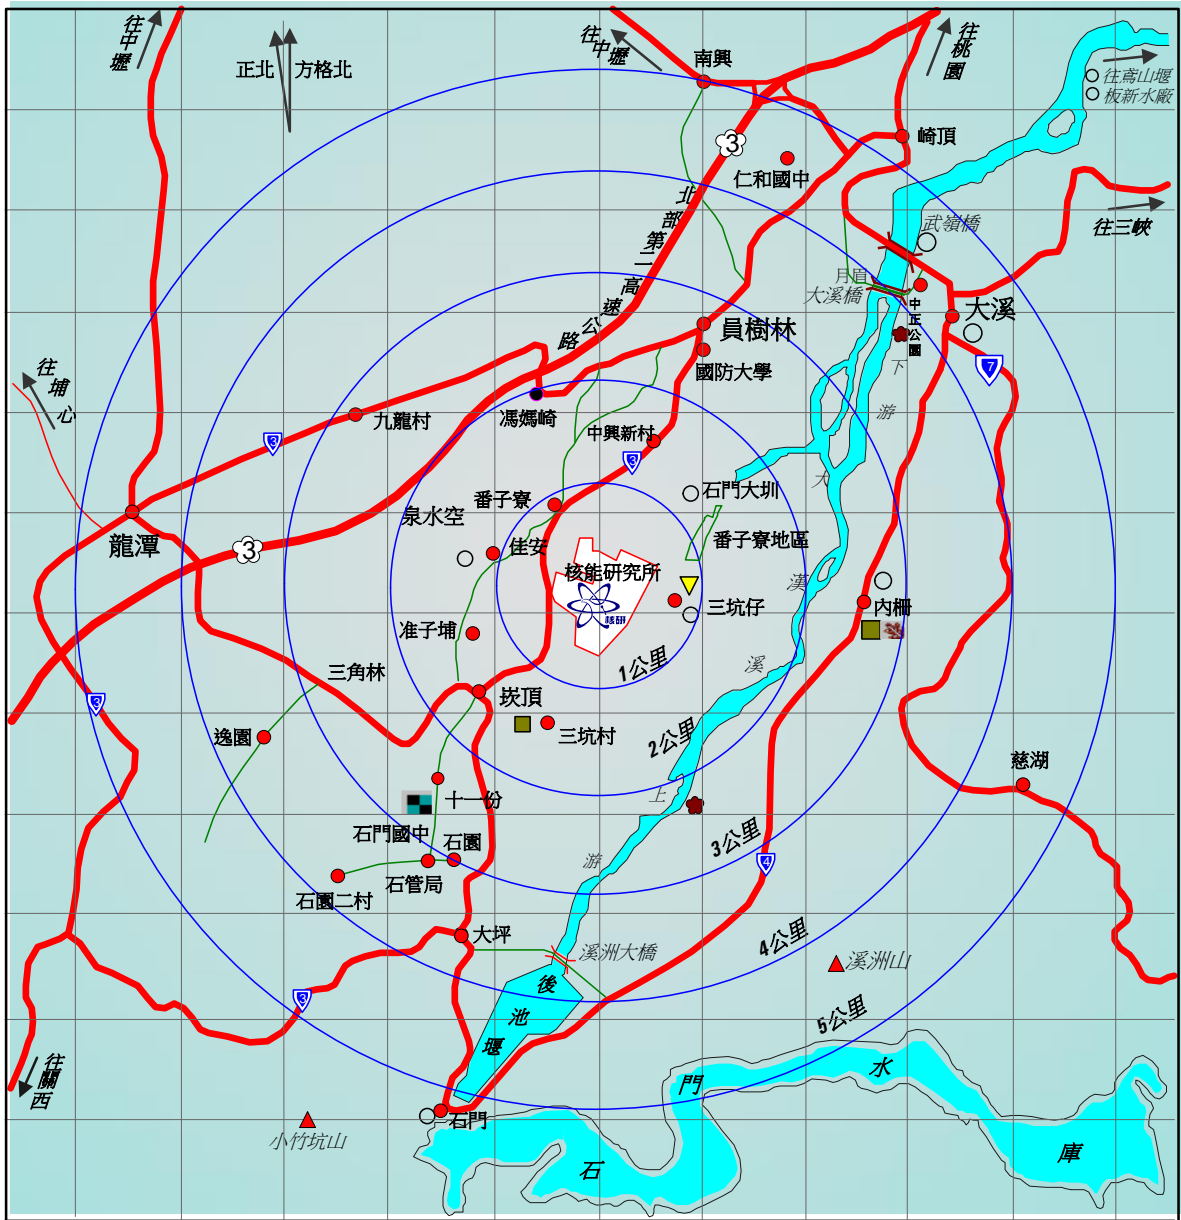 往中壢
正北
方格北
往中壢
南興
往桃園
往鳶山堰
板新水廠
3
崎頂
仁和國中
北部第二高速公路
武嶺橋
往三峽
月眉
大溪橋
中正公園
大溪
員樹林
國防大學
7
往埔心
下游
九龍村
馮媽崎
3
中興新村
3
大漢溪
石門大圳
番子寮
泉水空
番子寮地區
龍潭
3
佳安
核能研究所
核研
三坑仔
內柵
准子埔
1公里
三角林
崁頂
3
逸園
三坑村
2公里
慈湖
上游
十一份
石門國中
石園
3公里
4
石管局
石園二村
大坪
溪洲大橋
4公里
溪洲山
後池堰
3
5公里
往關西
石門水庫
石門
小竹坑山